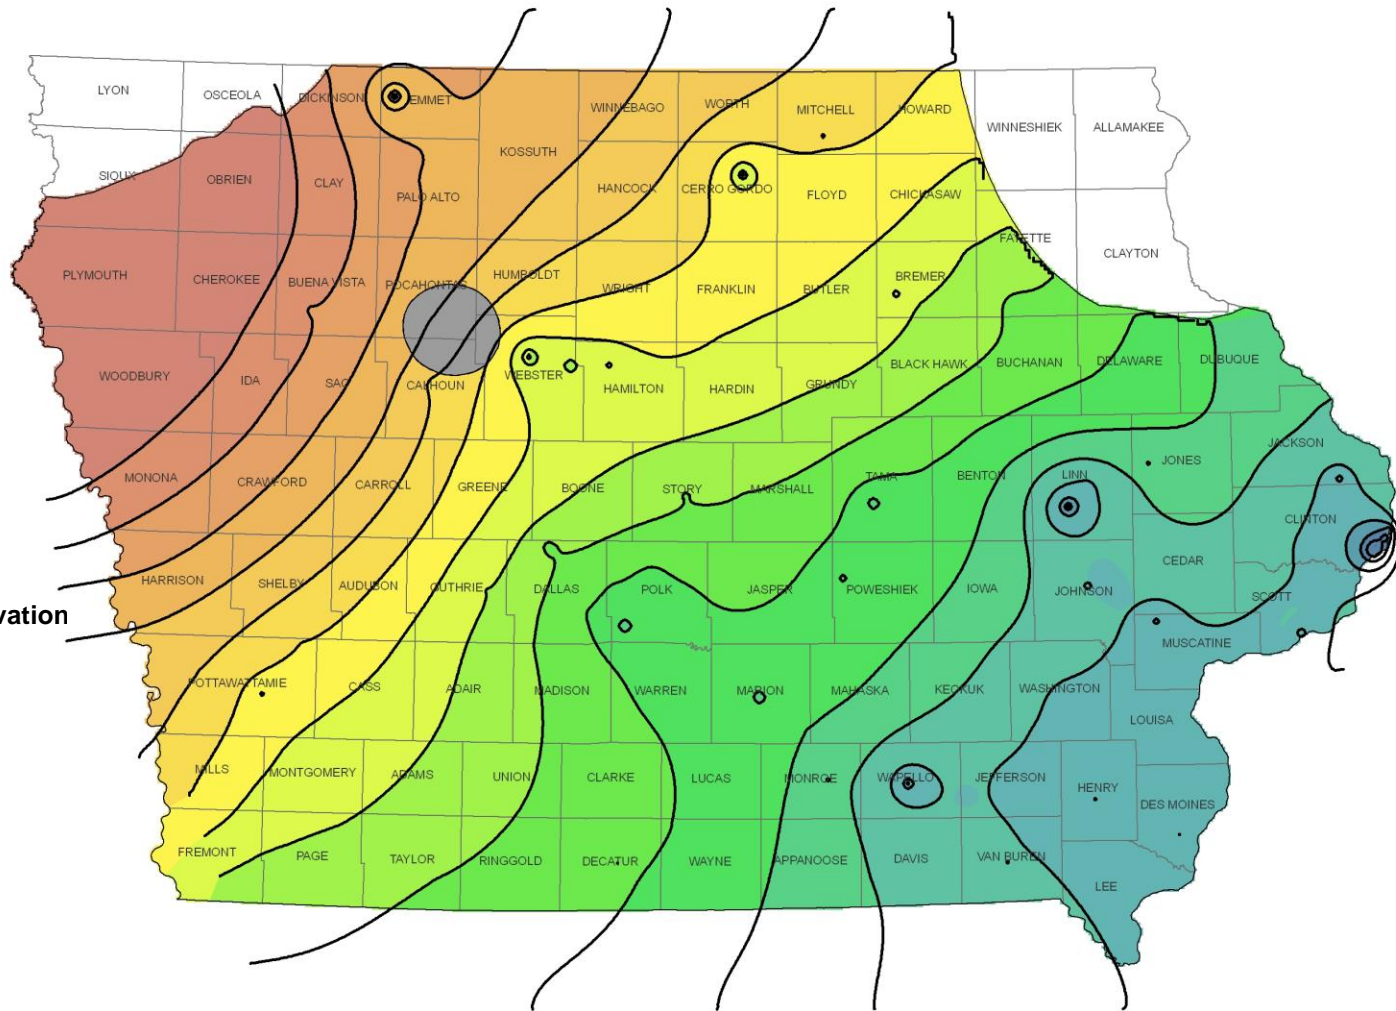 LYON
OSCEOLA
DICKINSON
EMMET
WINNEBAGO
WORTH
MITCHELL
HOWARD
WINNESHIEK
ALLAMAKEE
KOSSUTH
SIOUX
OBRIEN
CLAY
PALO ALTO
HANCOCK
CERRO GORDO
FLOYD
CHICKASAW
FAYETTE
CLAYTON
PLYMOUTH
CHEROKEE
BUENA VISTA
POCAHONTAS
HUMBOLDT
WRIGHT
FRANKLIN
BUTLER
BREMER
WOODBURY
IDA
SAC
CALHOUN
WEBSTER
HAMILTON
HARDIN
GRUNDY
BLACK HAWK
BUCHANAN
DELAWARE
DUBUQUE
MONONA
CRAWFORD
CARROLL
GREENE
BOONE
STORY
MARSHALL
TAMA
BENTON
LINN
JONES
JACKSON
CLINTON
HARRISON
SHELBY
AUDUBON
GUTHRIE
DALLAS
POLK
JASPER
POWESHIEK
IOWA
JOHNSON
CEDAR
SCOTT
vation
MUSCATINE
POTTAWATTAMIE
CASS
ADAIR
MADISON
WARREN
MARION
MAHASKA
KEOKUK
WASHINGTON
LOUISA
MILLS
MONTGOMERY
ADAMS
UNION
CLARKE
LUCAS
MONROE
WAPELLO
JEFFERSON
HENRY
DES MOINES
FREMONT
PAGE
TAYLOR
RINGGOLD
DECATUR
WAYNE
APPANOOSE
DAVIS
VAN BUREN
LEE